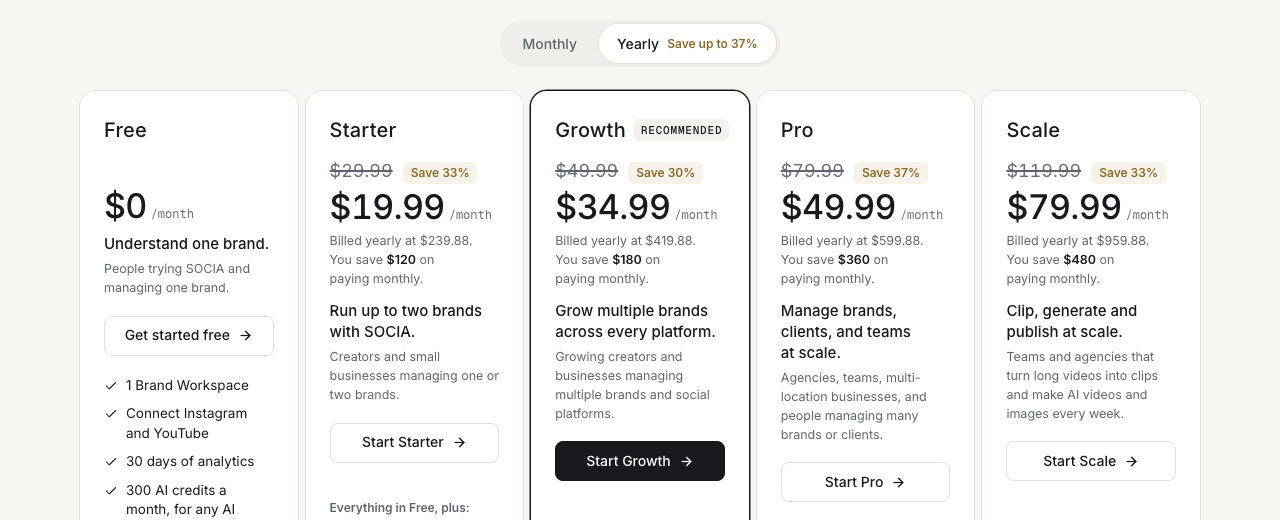 Monthly
Yearly Save up to 37%
Free
$0 /month
Understand one brand.
People trying SOCIA and
managing one brand.
Get started free →
✓ 1 Brand Workspace
✓ Connect Instagram
and YouTube
✓ 30 days of analytics
✓ 300 AI credits a
month, for any AI
Starter
$29.99 Save 33%
$19.99 /month
Billed yearly at $239.88.
You save $120 on
paying monthly.
Run up to two brands
with SOCIA.
Creators and small
businesses managing one or
two brands.
Start Starter →
Everything in Free, plus:
Growth RECOMMENDED
$49.99 Save 30%
$34.99 /month
Billed yearly at $419.88.
You save $180 on
paying monthly.
Grow multiple brands
across every platform.
Growing creators and
businesses managing
multiple brands and social
platforms.
Start Growth →
Pro
$79.99 Save 37%
$49.99 /month
Billed yearly at $599.88.
You save $360 on
paying monthly.
Manage brands,
clients, and teams
at scale.
Agencies, teams, multi-
location businesses, and
people managing many
brands or clients.
Start Pro →
Scale
$119.99 Save 33%
$79.99 /month
Billed yearly at $959.88.
You save $480 on
paying monthly.
Clip, generate and
publish at scale.
Teams and agencies that
turn long videos into clips
and make AI videos and
images every week.
Start Scale →